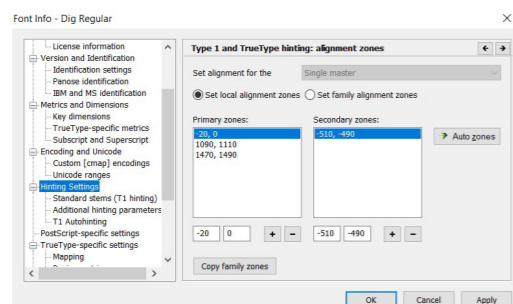 Font Info - Dig Regular
License information
Version and Identification
Identification settings
Panose identification
IBM and MS identification
Metrics and Dimensions
Key dimensions
TrueType-specific metrics
Subscript and Superscript
Encoding and Unicode
Custom [cmap] encodings
Unicode ranges
Hinting Settings
Standard stems (T1 hinting)
Additional hinting parameters
T1 Autohinting
PostScript-specific settings
TrueType-specific settings
Mapping
Type 1 and TrueType hinting: alignment zones
Set alignment for the Single master
Set local alignment zones Set family alignment zones
Primary zones: Secondary zones:
-20, 0 -510, -490 Auto zones
1090, 1110
1470, 1490
-20 0 + - -510 -490 + -
Copy family zones
OK Cancel Apply